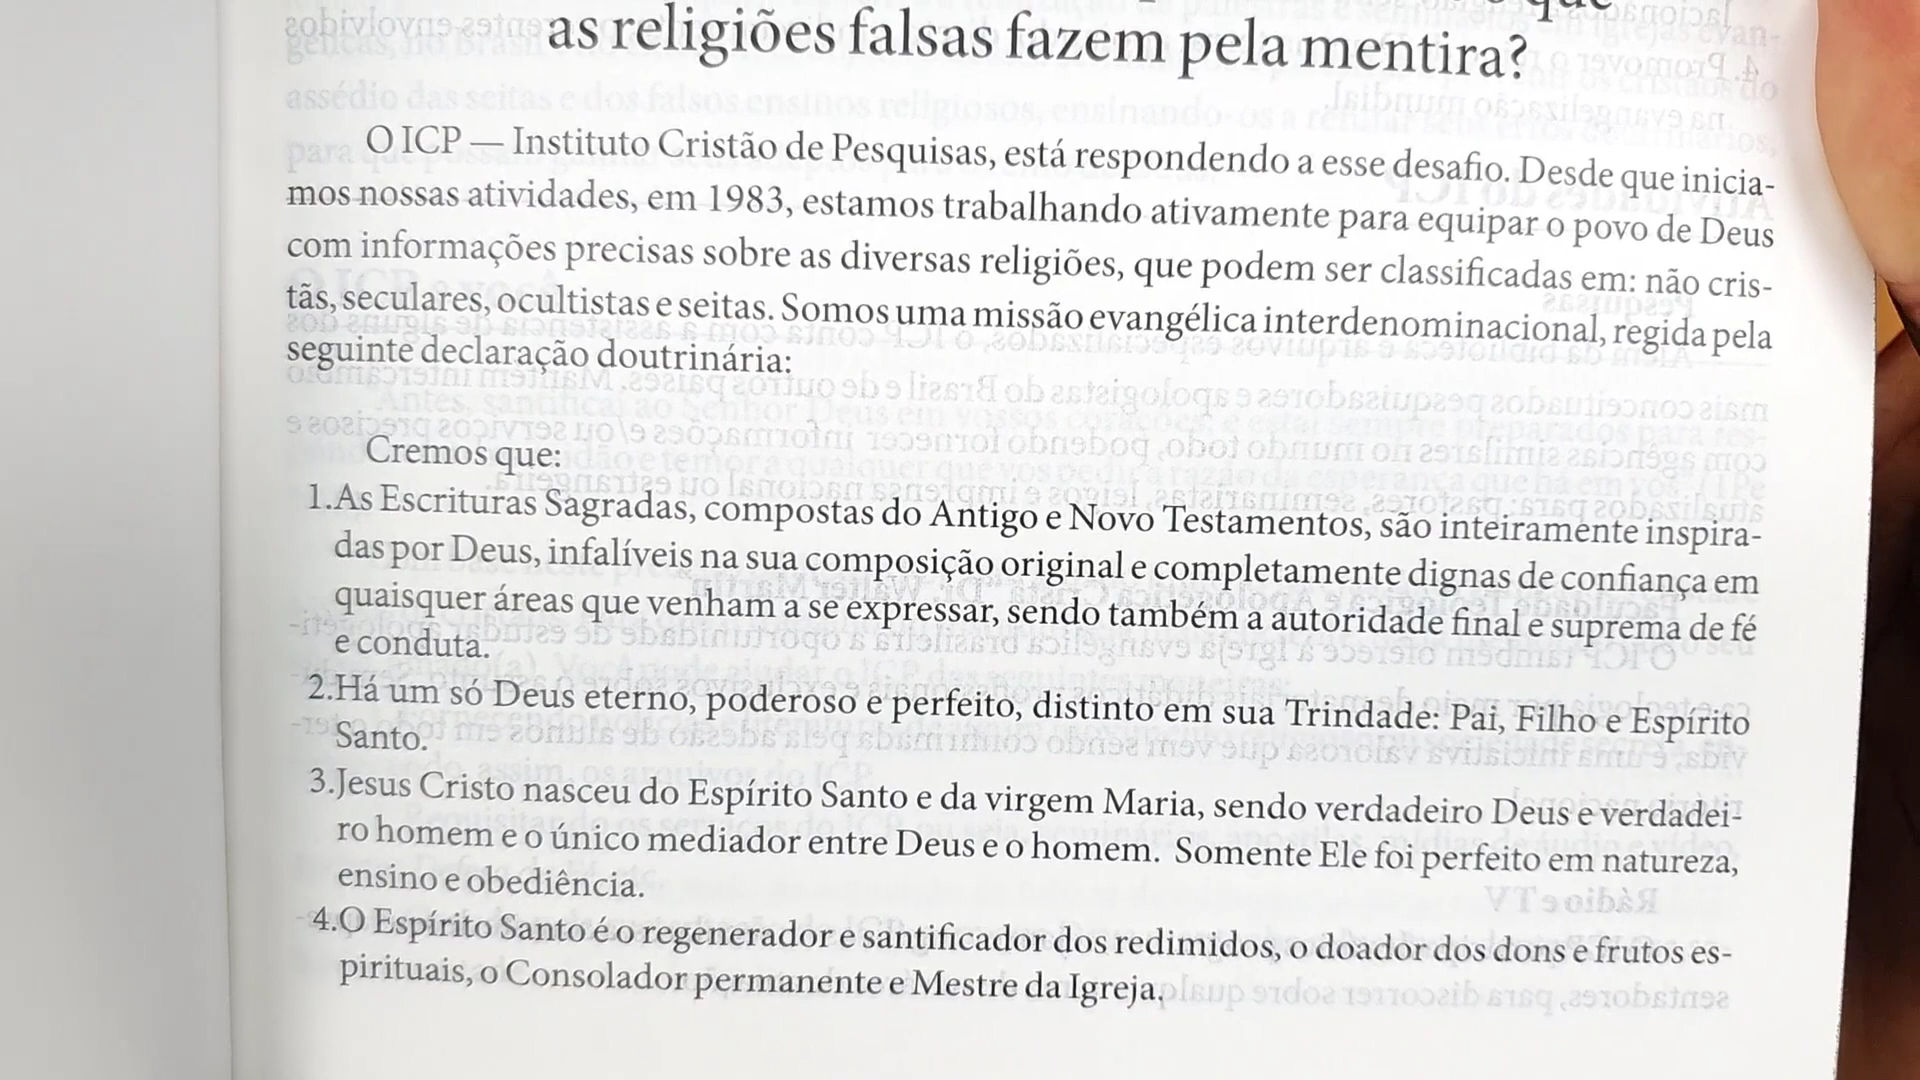 que
as religiões falsas fazem pela mentira?
O ICP — Instituto Cristão de Pesquisas, está respondendo a esse desafio. Desde que inicia-
mos nossas atividades, em 1983, estamos trabalhando ativamente para equipar o povo de Deus
com informações precisas sobre as diversas religiões, que podem ser classificadas em: não cris-
tãs, seculares, ocultistas e seitas. Somos uma missão evangélica interdenominacional, regida pela
seguinte declaração doutrinária:
Cremos que:
1.As Escrituras Sagradas, compostas do Antigo e Novo Testamentos, são inteiramente inspira-
das por Deus, infalíveis na sua composição original e completamente dignas de confiança em
quaisquer áreas que venham a se expressar, sendo também a autoridade final e suprema de fé
e conduta.
2.Há um só Deus eterno, poderoso e perfeito, distinto em sua Trindade: Pai, Filho e Espírito
Santo.
3.Jesus Cristo nasceu do Espírito Santo e da virgem Maria, sendo verdadeiro Deus e verdadei-
ro homem e o único mediador entre Deus e o homem. Somente Ele foi perfeito em natureza,
ensino e obediência.
4.O Espírito Santo é o regenerador e santificador dos redimidos, o doador dos dons e frutos es-
pirituais, o Consolador permanente e Mestre da Igreja.